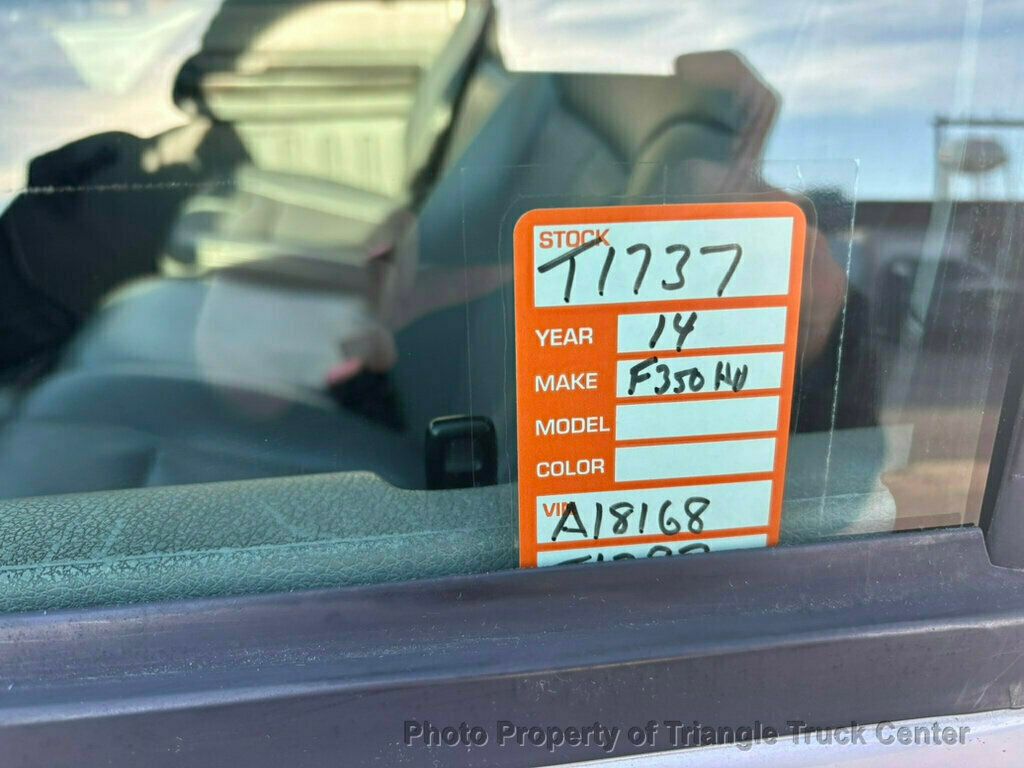 STOCK
T1737
YEAR 14
MAKE F350 HD
MODEL
COLOR
VIN
A18168
Photo Property of Triangle Truck Center